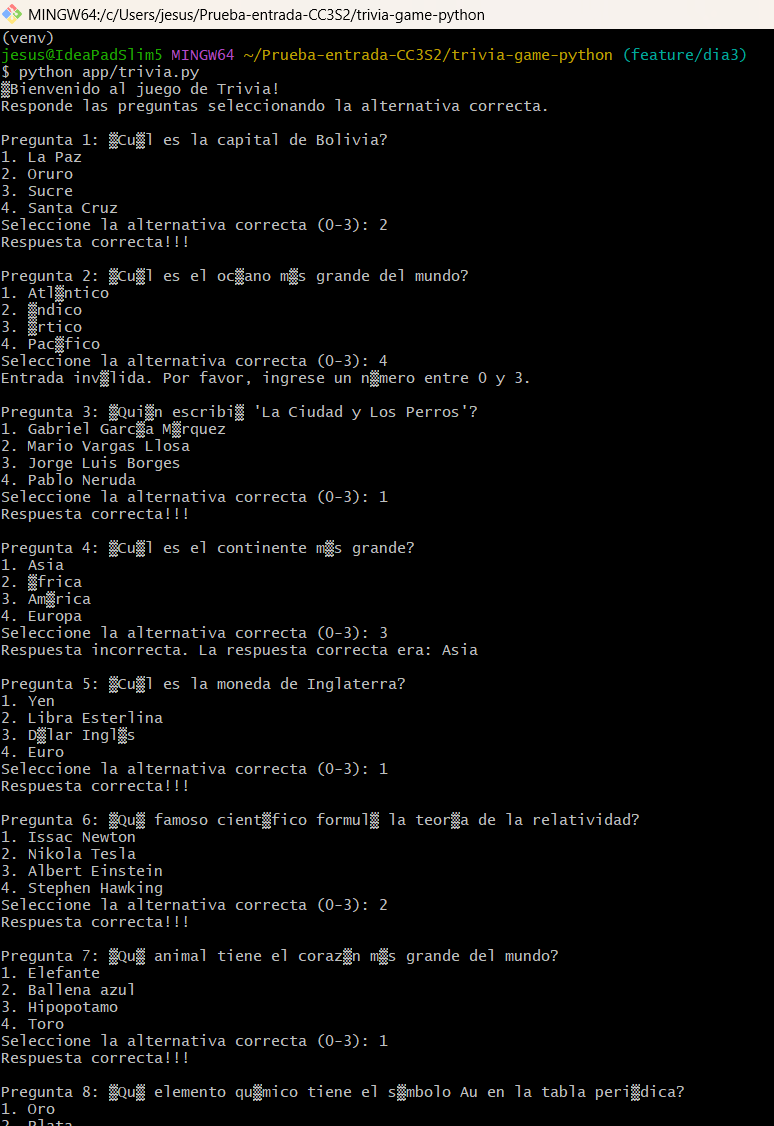 MINGW64:/c/Users/jesus/Prueba-entrada-CC3S2/trivia-game-python
(venv)
jesus@IdeaPadSlim5 MINGW64 ~/Prueba-entrada-CC3S2/trivia-game-python (feature/dia3)
$ python app/trivia.py
▒Bienvenido al juego de Trivia!
Responde las preguntas seleccionando la alternativa correcta.
Pregunta 1: ▒Cu▒l es la capital de Bolivia?
1. La Paz
2. Oruro
3. Sucre
4. Santa Cruz
Seleccione la alternativa correcta (0-3): 2
Respuesta correcta!!!
Pregunta 2: ▒Cu▒l es el oc▒ano m▒s grande del mundo?
1. Atl▒ntico
2. ▒ndico
3. ▒rtico
4. Pac▒fico
Seleccione la alternativa correcta (0-3): 4
Entrada inv▒lida. Por favor, ingrese un n▒mero entre 0 y 3.
Pregunta 3: ▒Qui▒n escribi▒ 'La Ciudad y Los Perros'?
1. Gabriel Garc▒a M▒rquez
2. Mario Vargas Llosa
3. Jorge Luis Borges
4. Pablo Neruda
Seleccione la alternativa correcta (0-3): 1
Respuesta correcta!!!
Pregunta 4: ▒Cu▒l es el continente m▒s grande?
1. Asia
2. ▒frica
3. Am▒rica
4. Europa
Seleccione la alternativa correcta (0-3): 3
Respuesta incorrecta. La respuesta correcta era: Asia
Pregunta 5: ▒Cu▒l es la moneda de Inglaterra?
1. Yen
2. Libra Esterlina
3. D▒lar Ingl▒s
4. Euro
Seleccione la alternativa correcta (0-3): 1
Respuesta correcta!!!
Pregunta 6: ▒Qu▒ famoso cient▒fico formul▒ la teor▒a de la relatividad?
1. Issac Newton
2. Nikola Tesla
3. Albert Einstein
4. Stephen Hawking
Seleccione la alternativa correcta (0-3): 2
Respuesta correcta!!!
Pregunta 7: ▒Qu▒ animal tiene el coraz▒n m▒s grande del mundo?
1. Elefante
2. Ballena azul
3. Hipopotamo
4. Toro
Seleccione la alternativa correcta (0-3): 1
Respuesta correcta!!!
Pregunta 8: ▒Qu▒ elemento qu▒mico tiene el s▒mbolo Au en la tabla peri▒dica?
1. Oro
2. Plata